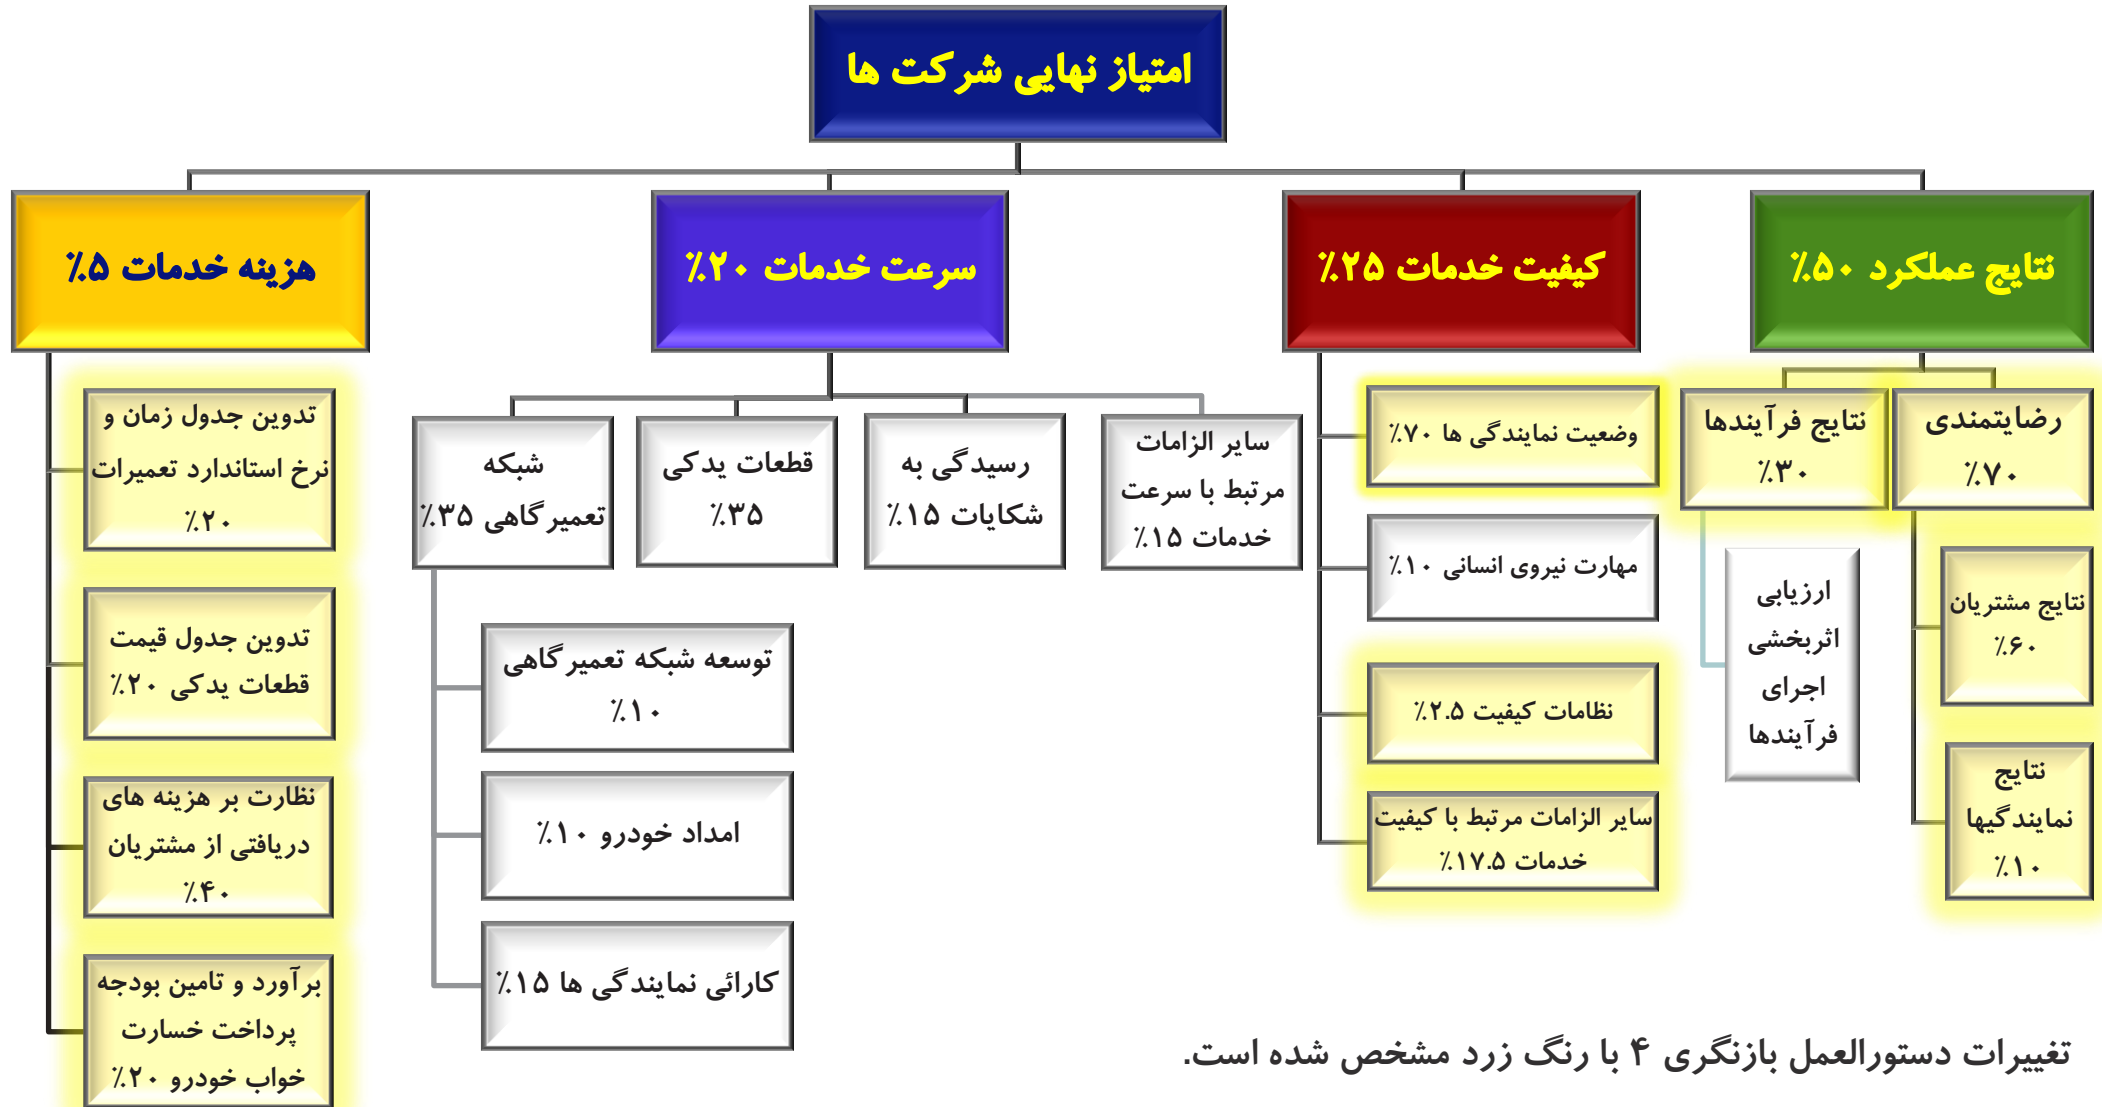 امتیاز نهایی شرکت ها
نتایج عملکرد ۵۰٪
کیفیت خدمات ۲۵٪
سرعت خدمات ۲۰٪
هزینه خدمات ۵٪
رضایتمندی
۷۰٪
نتایج مشتریان
۶۰٪
نتایج
نمایندگیها
۱۰٪
نتایج فرآیندها
۳۰٪
ارزیابی
اثربخشی
اجرای
فرآیندها
وضعیت نمایندگی ها ۷۰٪
مهارت نیروی انسانی ۱۰٪
نظامات کیفیت ۲.۵٪
سایر الزامات مرتبط با کیفیت
خدمات ۱۷.۵٪
سایر الزامات
مرتبط با سرعت
خدمات ۱۵٪
رسیدگی به
شکایات ۱۵٪
قطعات یدکی
۳۵٪
شبکه
تعمیرگاهی ۳۵٪
توسعه شبکه تعمیرگاهی
۱۰٪
امداد خودرو ۱۰٪
کارائی نمایندگی ها ۱۵٪
تدوین جدول زمان و
نرخ استاندارد تعمیرات
۲۰٪
تدوین جدول قیمت
قطعات یدکی ۲۰٪
نظارت بر هزینه های
دریافتی از مشتریان
۴۰٪
برآورد و تامین بودجه
پرداخت خسارت
خواب خودرو ۲۰٪
تغییرات دستورالعمل بازنگری ۴ با رنگ زرد مشخص شده است.